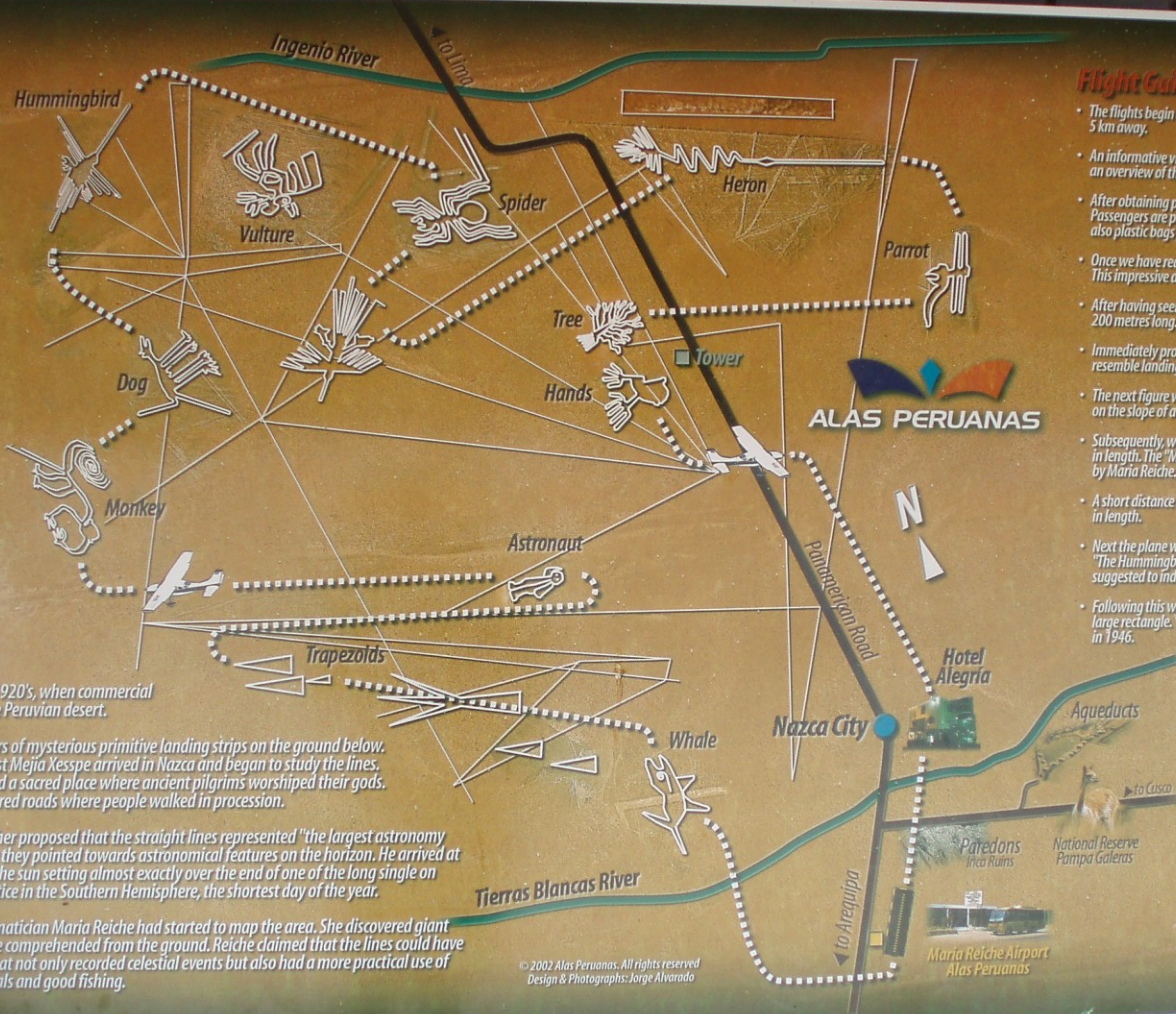 Ingenio River
to Lima
Hummingbird
Vulture
Spider
Heron
Parrot
Tree
Tower
Dog
Hands
ALAS PERUANAS
Monkey
N
Astronaut
Panamerican Road
Trapezoids
Hotel
Alegría
Nazca City
Aqueducts
Whale
to Cusco
Paredons
Inca Ruins
National Reserve
Pampa Galeras
Tierras Blancas River
to Arequipa
Maria Reiche Airport
Alas Peruanas
© 2002 Alas Peruanas. All rights reserved
Design & Photographs: Jorge Alvarado
920's, when commercial
Peruvian desert.
rs of mysterious primitive landing strips on the ground below.
st Mejia Xesspe arrived in Nazca and began to study the lines.
d a sacred place where ancient pilgrims worshiped their gods.
red roads where people walked in procession.
her proposed that the straight lines represented "the largest astronomy
they pointed towards astronomical features on the horizon. He arrived at
he sun setting almost exactly over the end of one of the long single on
tice in the Southern Hemisphere, the shortest day of the year.
matician Maria Reiche had started to map the area. She discovered giant
e comprehended from the ground. Reiche claimed that the lines could have
at not only recorded celestial events but also had a more practical use of
als and good fishing.
Flight Gui
• The flights begin
5 km away.
• An informative v
an overview of th
• After obtaining p
Passengers are p
also plastic bags
• Once we have rea
This impressive a
• After having see
200 metres long
• Immediately pro
resemble landin
• The next figure
on the slope of a
• Subsequently, w
in length. The "M
by Maria Reiche.
• A short distance
in length.
• Next the plane w
"The Hummingb
suggested to ind
• Following this w
large rectangle.
in 1946.